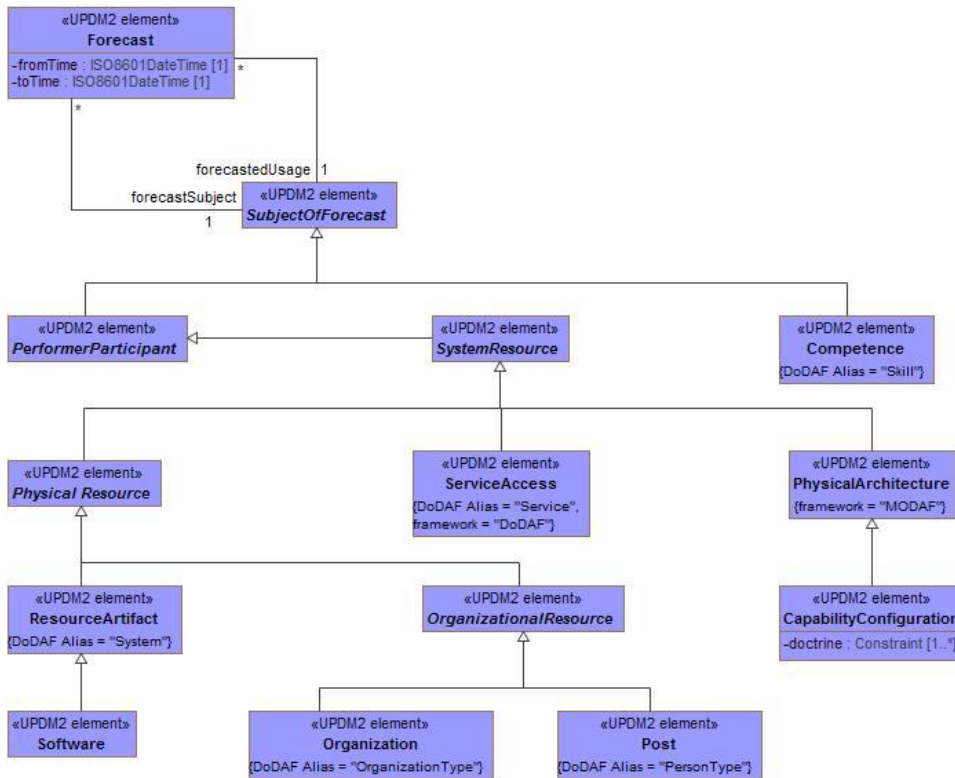 «UPDM2 element»
Forecast
-fromTime : ISO8601DateTime [1]
-toTime : ISO8601DateTime [1]
*
*
forecastedUsage 1
forecastSubject
1
«UPDM2 element»
SubjectOfForecast
«UPDM2 element»
PerformerParticipant
«UPDM2 element»
SystemResource
«UPDM2 element»
Competence
{DoDAF Alias = "Skill"}
«UPDM2 element»
Physical Resource
«UPDM2 element»
ServiceAccess
{DoDAF Alias = "Service",
framework = "DoDAF"}
«UPDM2 element»
PhysicalArchitecture
{framework = "MODAF"}
«UPDM2 element»
ResourceArtifact
{DoDAF Alias = "System"}
«UPDM2 element»
OrganizationalResource
«UPDM2 element»
CapabilityConfiguration
-doctrine : Constraint [1..*]
«UPDM2 element»
Software
«UPDM2 element»
Organization
{DoDAF Alias = "OrganizationType"}
«UPDM2 element»
Post
{DoDAF Alias = "PersonType"}